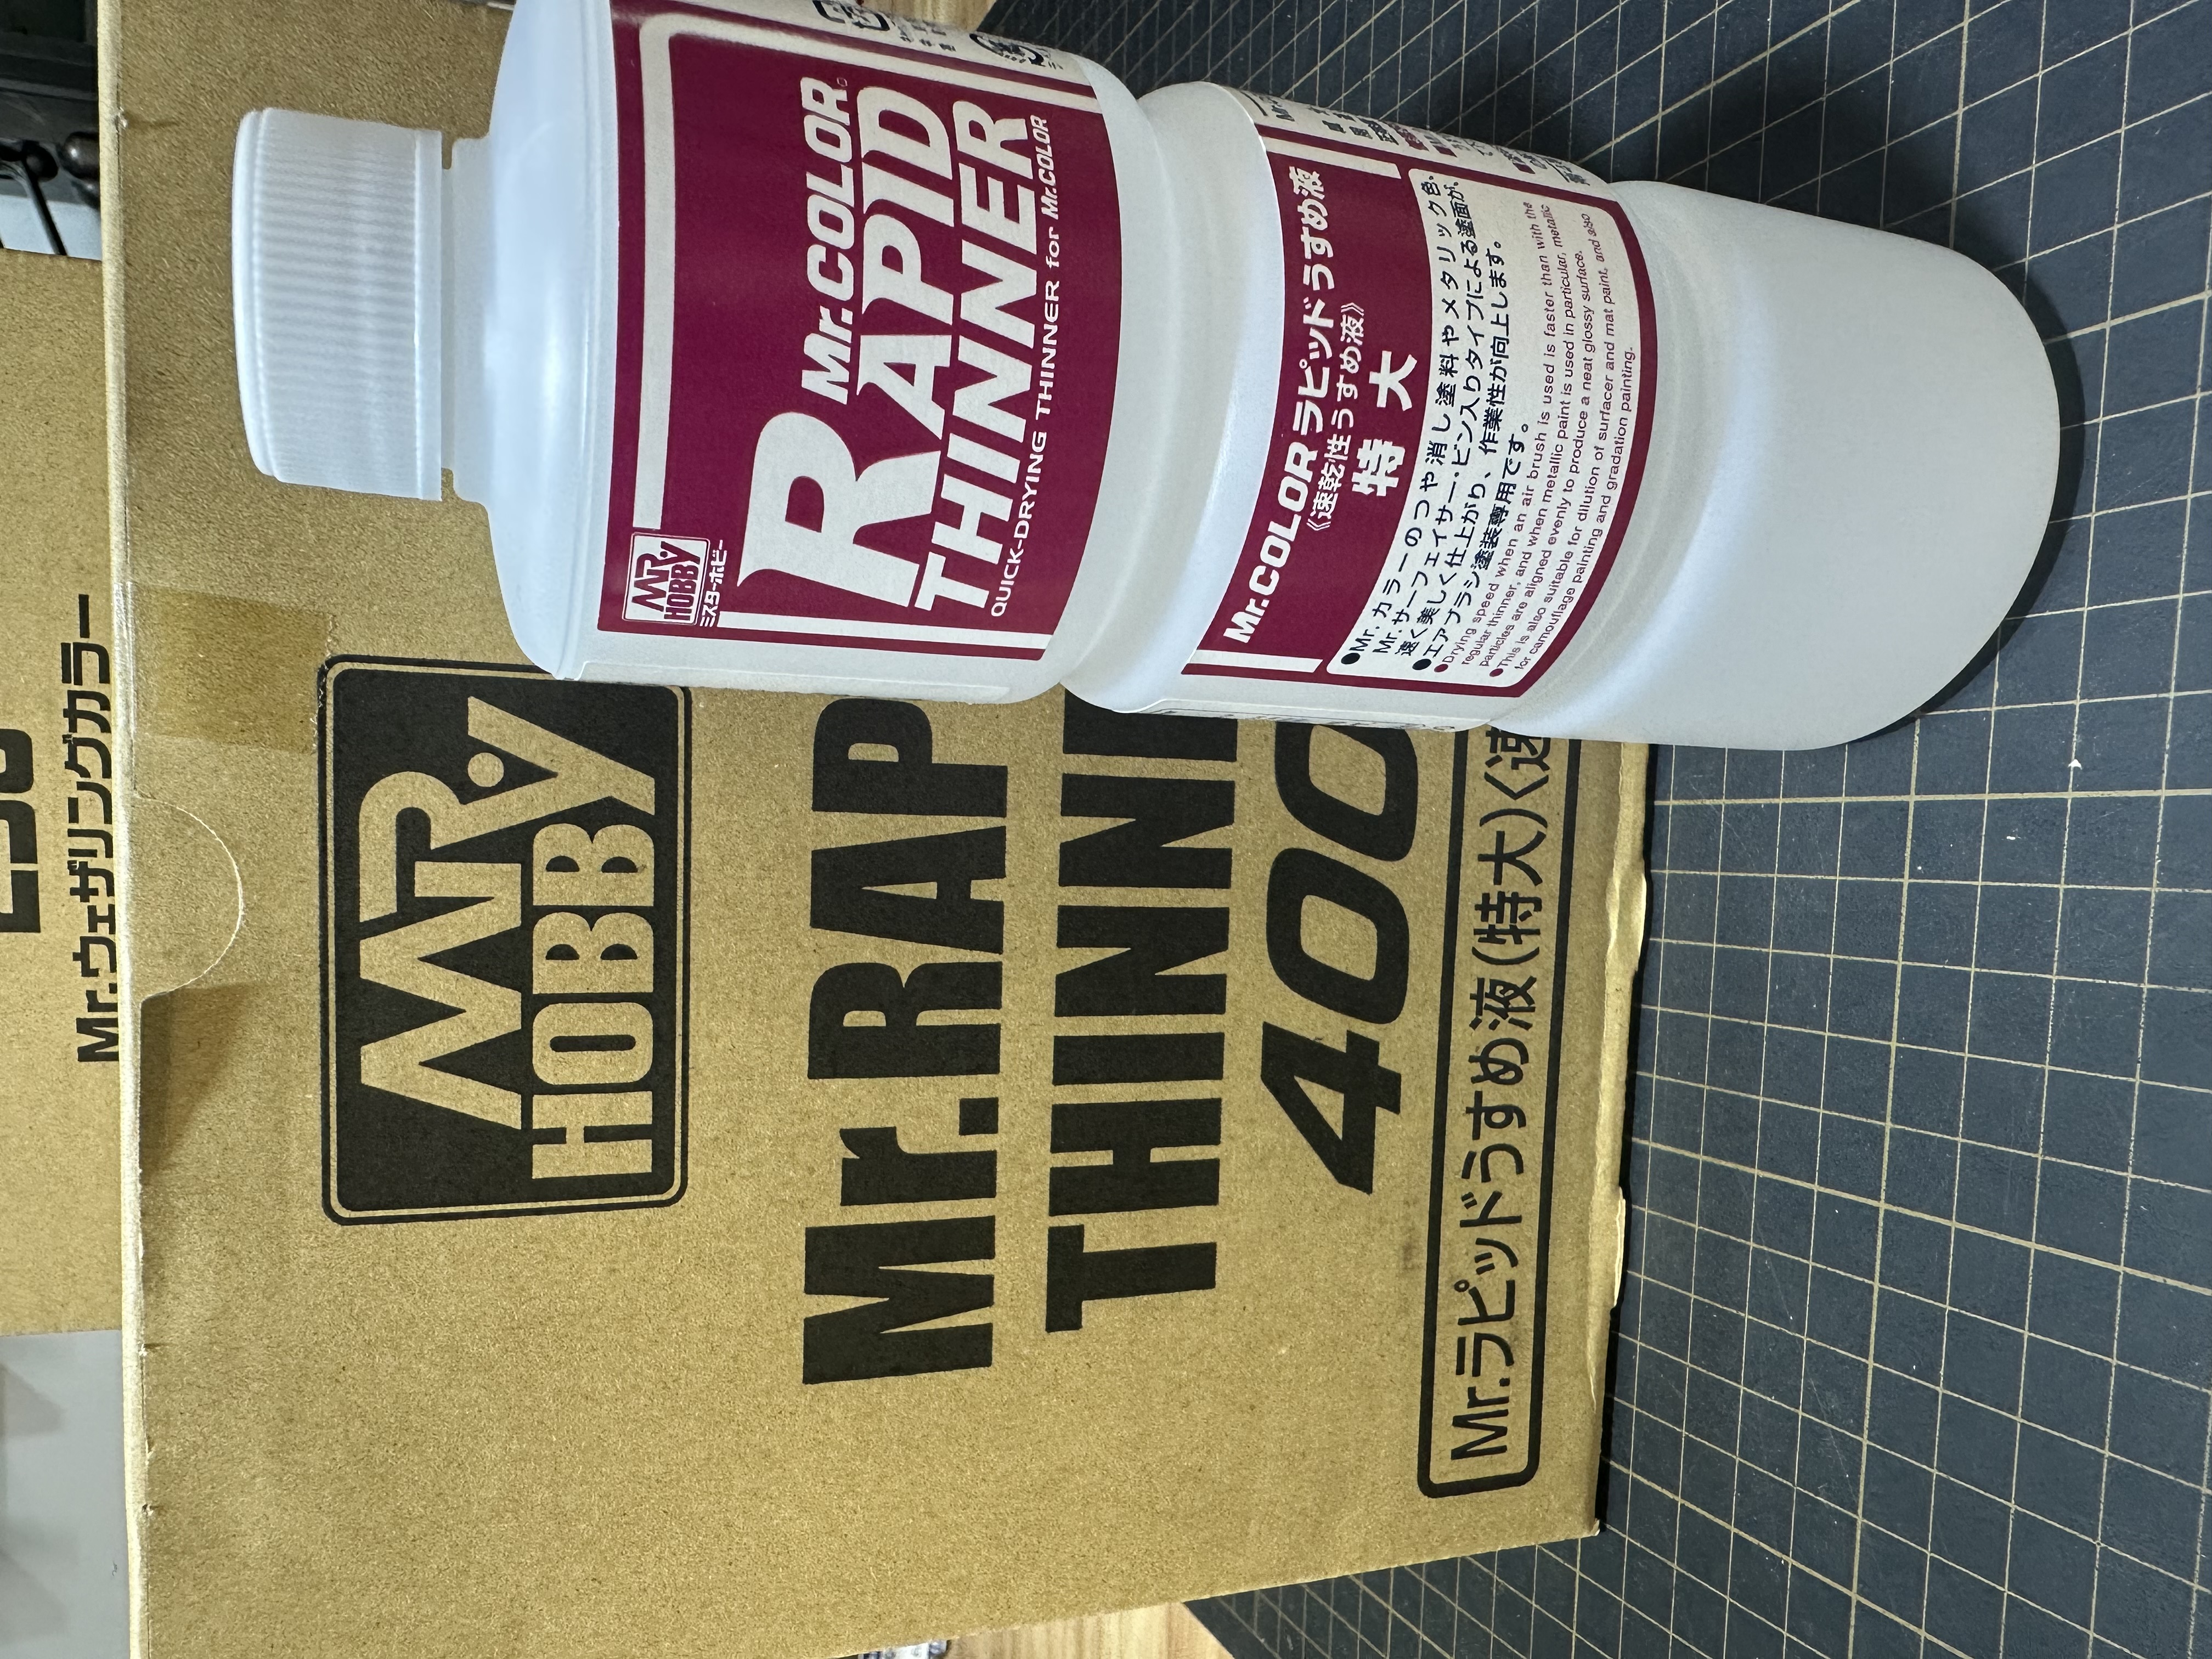 MR HOBBY
ミスターホビー
Mr.COLOR
RAPID
THINNER
QUICK-DRYING THINNER for Mr.COLOR
Mr.COLOR ラピッドうすめ液
《速乾性うすめ液》
特大
●Mr.カラーのつや消し塗料やメタリック色、
Mr.サーフェイサー・ビン入りタイプによる塗面が、
速く美しく仕上がり、作業性が向上します。
●エアブラシ塗装専用です。
●Drying speed when an air brush is used is faster than with the
regular thinner, and when metallic paint is used in particular, metallic
particles are aligned evenly to produce a neat glossy surface.
●This is also suitable for dilution of surfacer and mat paint, and also
for camouflage painting and gradation painting.
MR HOBBY
Mr.RAP
THINN
400
Mr.ラピッドうすめ液(特大)〈速
Mr.ウェザリングカラー